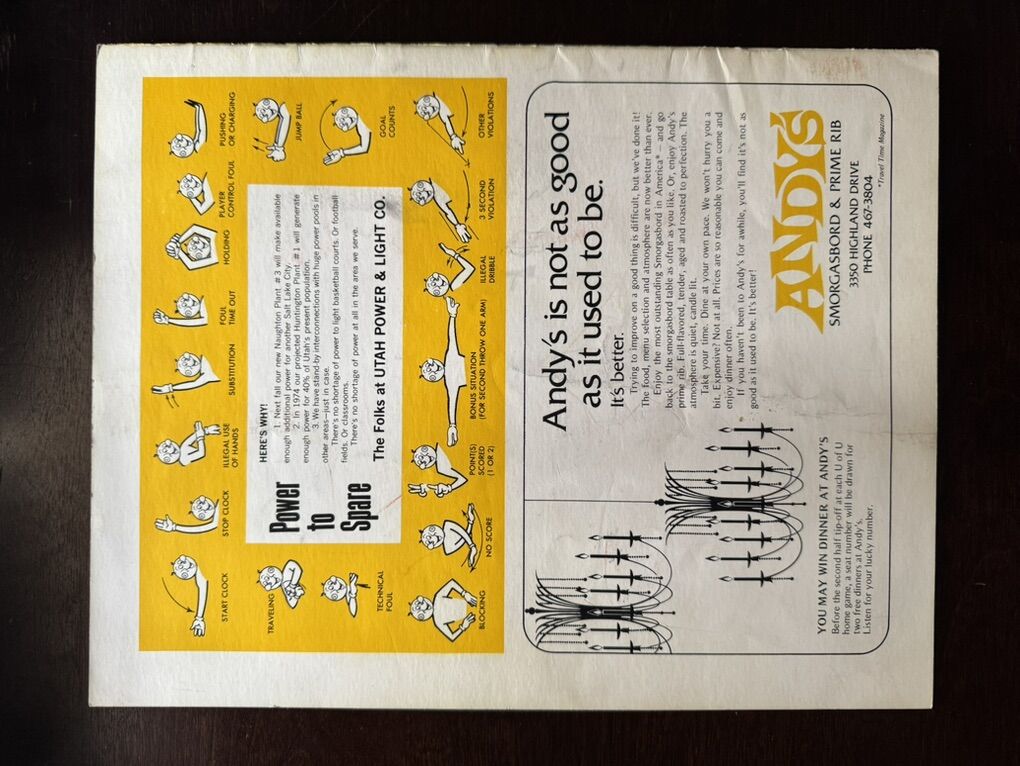 START CLOCK
STOP CLOCK
ILLEGAL USE
OF HANDS
SUBSTITUTION
FOUL
TIME OUT
HOLDING
PLAYER
CONTROL FOUL
PUSHING
OR CHARGING
TRAVELING
TECHNICAL
FOUL
Power
to
Spare
HERE'S WHY!
1. Next fall our new Naughton Plant #3 will make available
enough additional power for another Salt Lake City.
2. In 1974 our projected Huntington Plant #1 will generate
enough power for 40% of Utah's present population.
3. We have stand-by interconnections with huge power pools in
other areas—just in case.
There's no shortage of power to light basketball courts. Or football
fields. Or classrooms.
There's no shortage of power at all in the area we serve.
The Folks at UTAH POWER & LIGHT CO.
JUMP BALL
GOAL
COUNTS
BLOCKING
NO SCORE
POINT(S)
SCORED
(1 OR 2)
BONUS SITUATION
(FOR SECOND THROW ONE ARM)
ILLEGAL
DRIBBLE
3 SECOND
VIOLATION
OTHER
VIOLATIONS
Andy's is not as good
as it used to be.
It's better.
Trying to improve on a good thing is difficult, but we've done it!
The food, menu selection and atmosphere are now better than ever.
Enjoy the most outstanding Smorgasbord in America* — and go
back to the smorgasbord table as often as you like. Or, enjoy Andy's
prime rib. Full-flavored, tender, aged and roasted to perfection. The
atmosphere is quiet, candle lit.
Take your time. Dine at your own pace. We won't hurry you a
bit. Expensive? Not at all. Prices are so reasonable you can come and
enjoy dinner often.
If you haven't been to Andy's for awhile, you'll find it's not as
good as it used to be. It's better!
YOU MAY WIN DINNER AT ANDY'S
Before the second half tip-off at each U of U
home game, a seat number will be drawn for
two free dinners at Andy's.
Listen for your lucky number.
ANDY'S
SMORGASBORD & PRIME RIB
3350 HIGHLAND DRIVE
PHONE 467-3804
*Travel Time Magazine